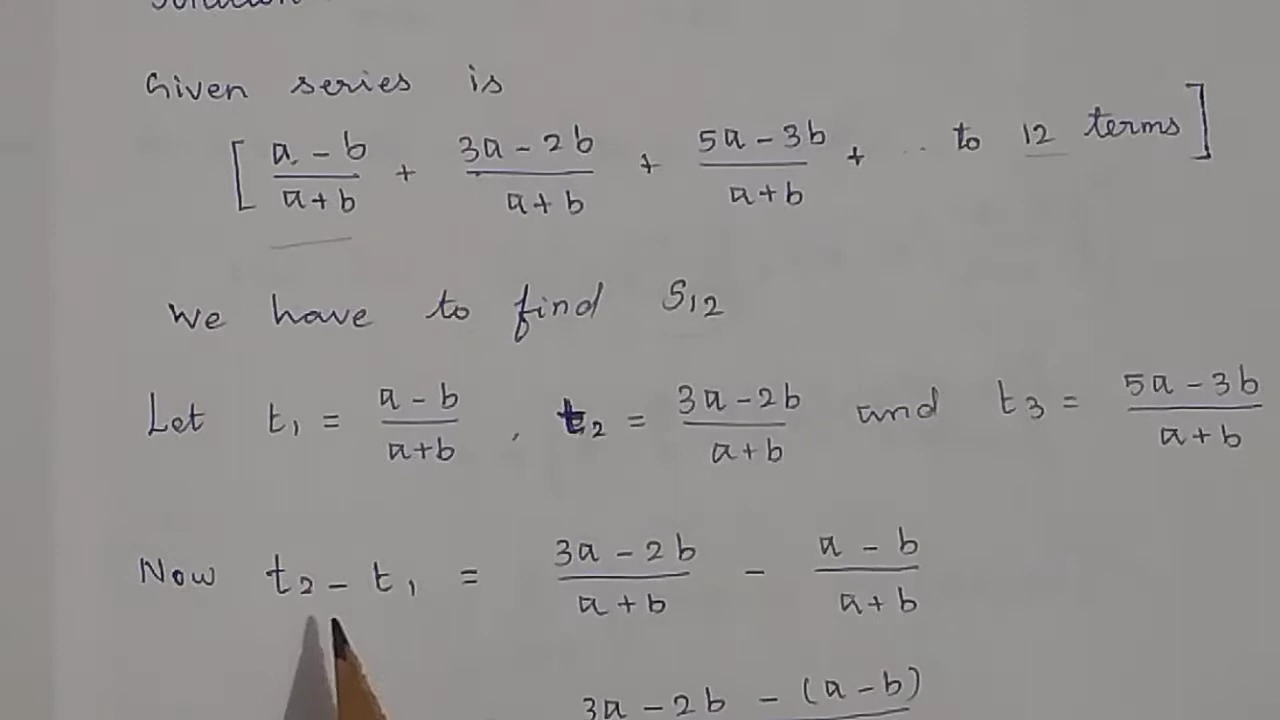 Solution
Given series is
[ (a - b)/(a + b) + (3a - 2b)/(a + b) + (5a - 3b)/(a + b) + .. to 12 terms ]
We have to find S₁₂
Let t₁ = (a - b)/(a + b) , t₂ = (3a - 2b)/(a + b) and t₃ = (5a - 3b)/(a + b)
Now t₂ - t₁ = (3a - 2b)/(a + b) - (a - b)/(a + b)
3a - 2b - (a - b)